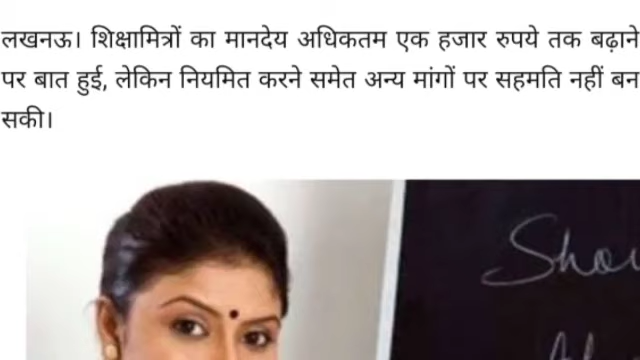 लखनऊ। शिक्षामित्रों का मानदेय अधिकतम एक हजार रुपये तक बढ़ाने
पर बात हुई, लेकिन नियमित करने समेत अन्य मांगों पर सहमति नहीं बन
सकी।